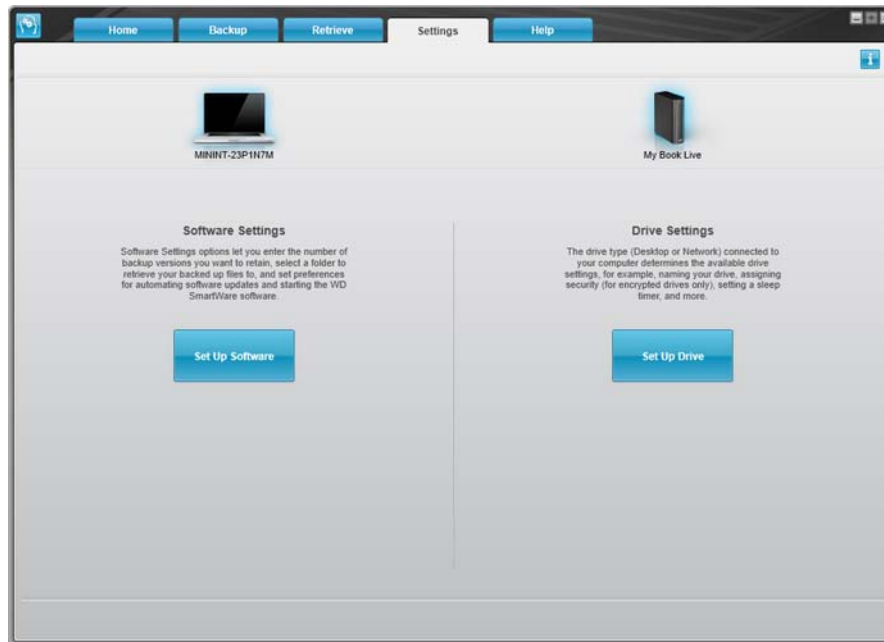 Home Backup Retrieve Settings Help
MININT-23P1N7M
My Book Live
Software Settings
Software Settings options let you enter the number of
backup versions you want to retain, select a folder to
retrieve your backed up files to, and set preferences
for automating software updates and starting the WD
SmartWare software.
Set Up Software
Drive Settings
The drive type (Desktop or Network) connected to
your computer determines the available drive
settings, for example, naming your drive, assigning
security (for encrypted drives only), setting a sleep
timer, and more.
Set Up Drive